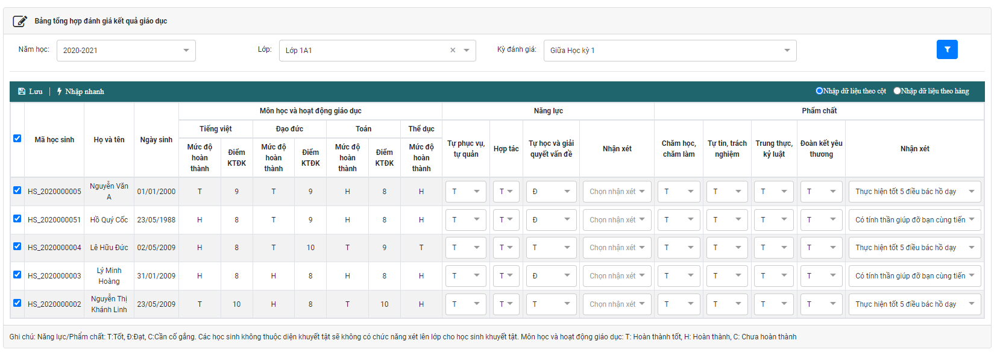 Bảng tổng hợp đánh giá kết quả giáo dục
Năm học: 2020-2021 Lớp: Lớp 1A1 Kỳ đánh giá: Giữa Học kỳ 1
Lưu | Nhập nhanh Nhập dữ liệu theo cột Nhập dữ liệu theo hàng
Mã học sinh Họ và tên Ngày sinh Môn học và hoạt động giáo dục Năng lực Phẩm chất
Tiếng việt Đạo đức Toán Thể dục
Mức độ hoàn thành Điểm KTĐK Mức độ hoàn thành Điểm KTĐK Mức độ hoàn thành Điểm KTĐK Mức độ hoàn thành Tự phục vụ, tự quản Hợp tác Tự học và giải quyết vấn đề Nhận xét Chăm học, chăm làm Tự tin, trách nghiệm Trung thực, kỷ luật Đoàn kết yêu thương Nhận xét
HS_2020000005 Nguyễn Văn A 01/01/2000 T 9 T 9 H 8 H T T Đ Chọn nhận xét T T T T Thực hiện tốt 5 điều bác hồ dạy
HS_2020000051 Hồ Quý Cốc 23/05/1988 H 8 T 9 H 8 H T T Đ Chọn nhận xét T T T T Có tính thần giúp đỡ bạn cùng tiến
HS_2020000004 Lê Hữu Đức 02/05/2009 H 8 T 10 T 9 T T T T Chọn nhận xét T T T T Thực hiện tốt 5 điều bác hồ dạy
HS_2020000003 Lý Minh Hoàng 31/01/2009 H 8 H 8 H 8 H T T Đ Chọn nhận xét T T T T Có tính thần giúp đỡ bạn cùng tiến
HS_2020000002 Nguyễn Thị Khánh Linh 23/05/2009 T 10 H 8 T 10 H T T T Chọn nhận xét T T T T Thực hiện tốt 5 điều bác hồ dạy
Ghi chú: Năng lực/Phẩm chất: T:Tốt, Đ:Đạt, C:Cần cố gắng. Các học sinh không thuộc diện khuyết tật sẽ không có chức năng xét lên lớp cho học sinh khuyết tật. Môn học và hoạt động giáo dục: T: Hoàn thành tốt, H: Hoàn thành, C: Chưa hoàn thành